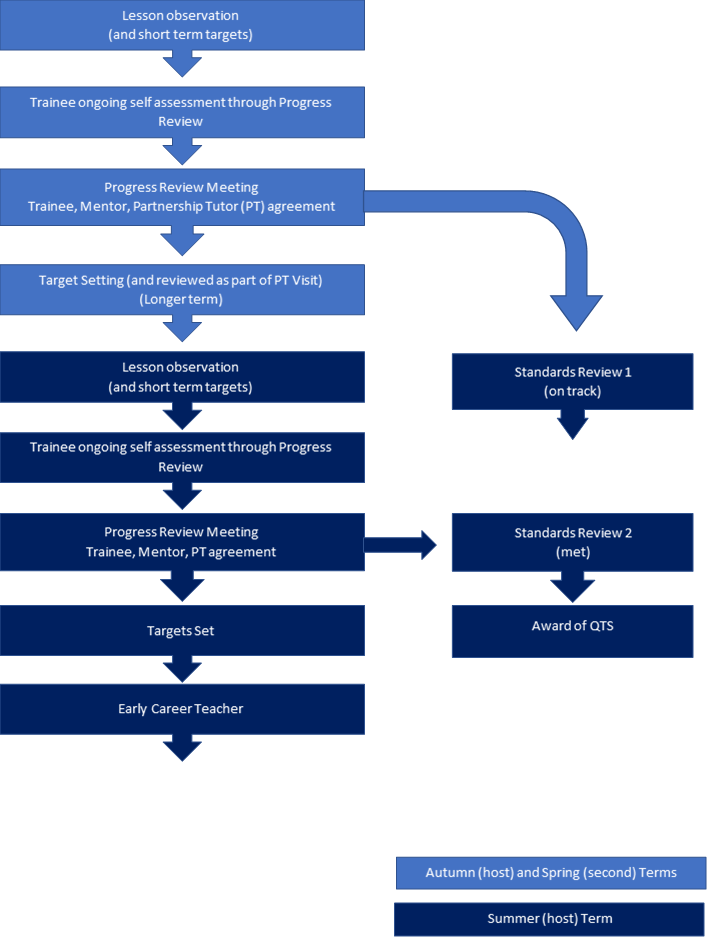 Lesson observation
(and short term targets)
Trainee ongoing self assessment through Progress
Review
Progress Review Meeting
Trainee, Mentor, Partnership Tutor (PT) agreement
Target Setting (and reviewed as part of PT Visit)
(Longer term)
Lesson observation
(and short term targets)
Standards Review 1
(on track)
Trainee ongoing self assessment through Progress
Review
Progress Review Meeting
Trainee, Mentor, PT agreement
Standards Review 2
(met)
Targets Set
Award of QTS
Early Career Teacher
Autumn (host) and Spring (second) Terms
Summer (host) Term